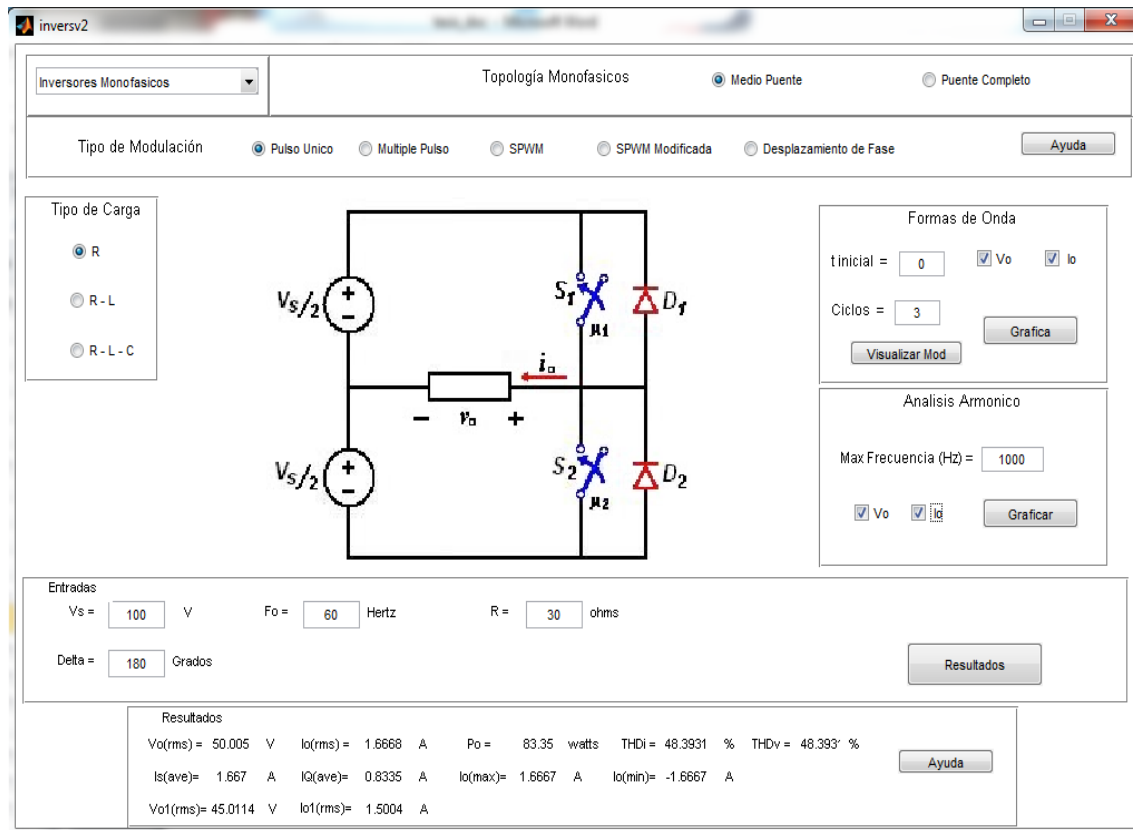 inversv2
Inversores Monofasicos
Topología Monofasicos
Medio Puente
Puente Completo
Tipo de Modulación
Pulso Unico
Multiple Pulso
SPWM
SPWM Modificada
Desplazamiento de Fase
Ayuda
Tipo de Carga
R
R - L
R - L - C
Vs/2
S1
μ1
D1
io
− vo +
Vs/2
S2
μ2
D2
Formas de Onda
t inicial = 0
Vo
Io
Ciclos = 3
Grafica
Visualizar Mod
Analisis Armonico
Max Frecuencia (Hz) = 1000
Vo
Io
Graficar
Entradas
Vs = 100 V
Fo = 60 Hertz
R = 30 ohms
Delta = 180 Grados
Resultados
Resultados
Vo(rms) = 50.005 V Io(rms) = 1.6668 A Po = 83.35 watts THDi = 48.3931 % THDv = 48.393 %
Is(ave)= 1.667 A IQ(ave)= 0.8335 A Io(max)= 1.6667 A Io(min)= -1.6667 A
Ayuda
Vo1(rms)= 45.0114 V Io1(rms)= 1.5004 A